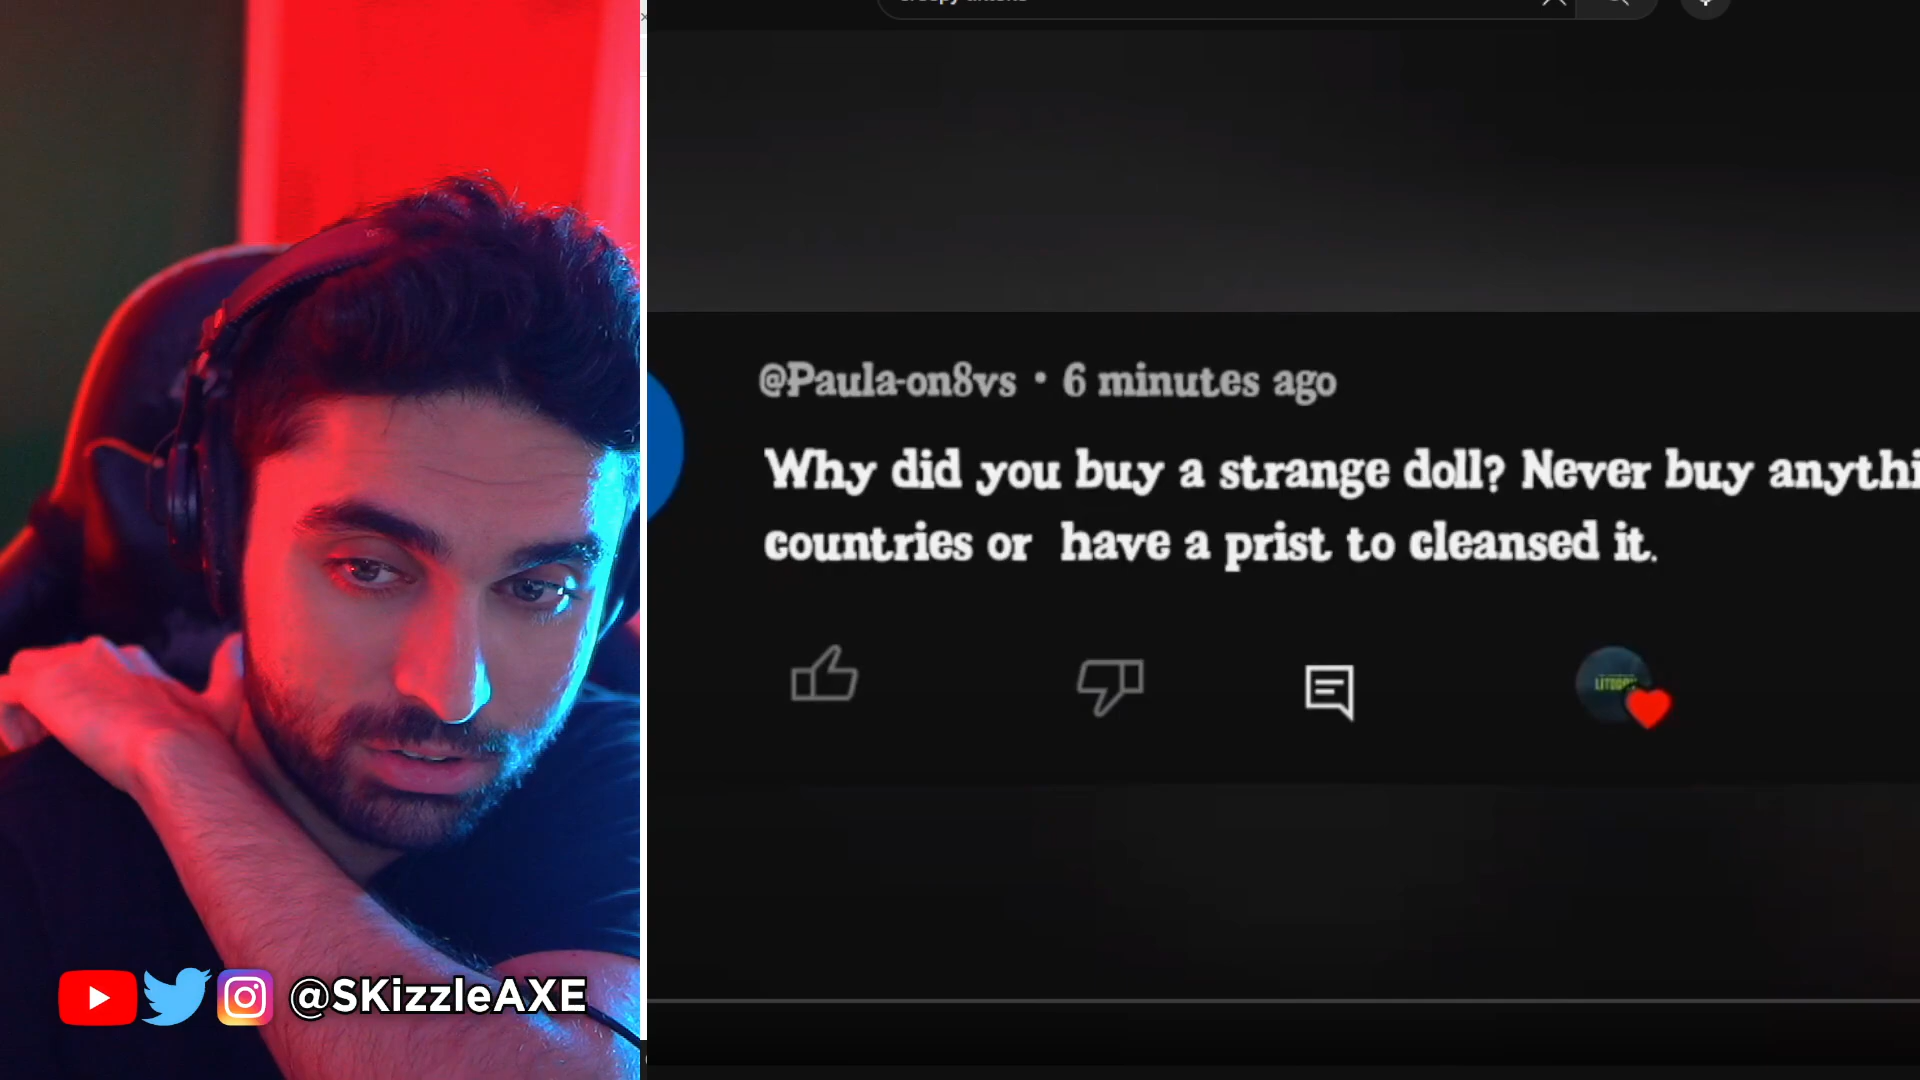 @Paula-on8vs • 6 minutes ago
Why did you buy a strange doll? Never buy anythi
countries or have a prist to cleansed it.
@SKizzleAXE